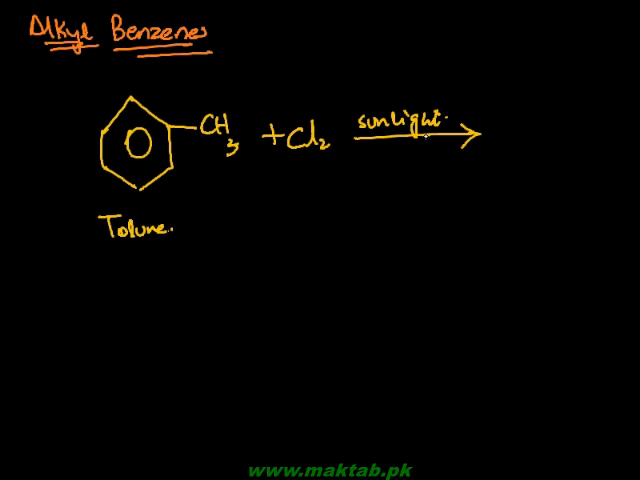 Alkyl Benzenes
CH3 + Cl2 sunlight.
Tolune.
www.maktab.pk